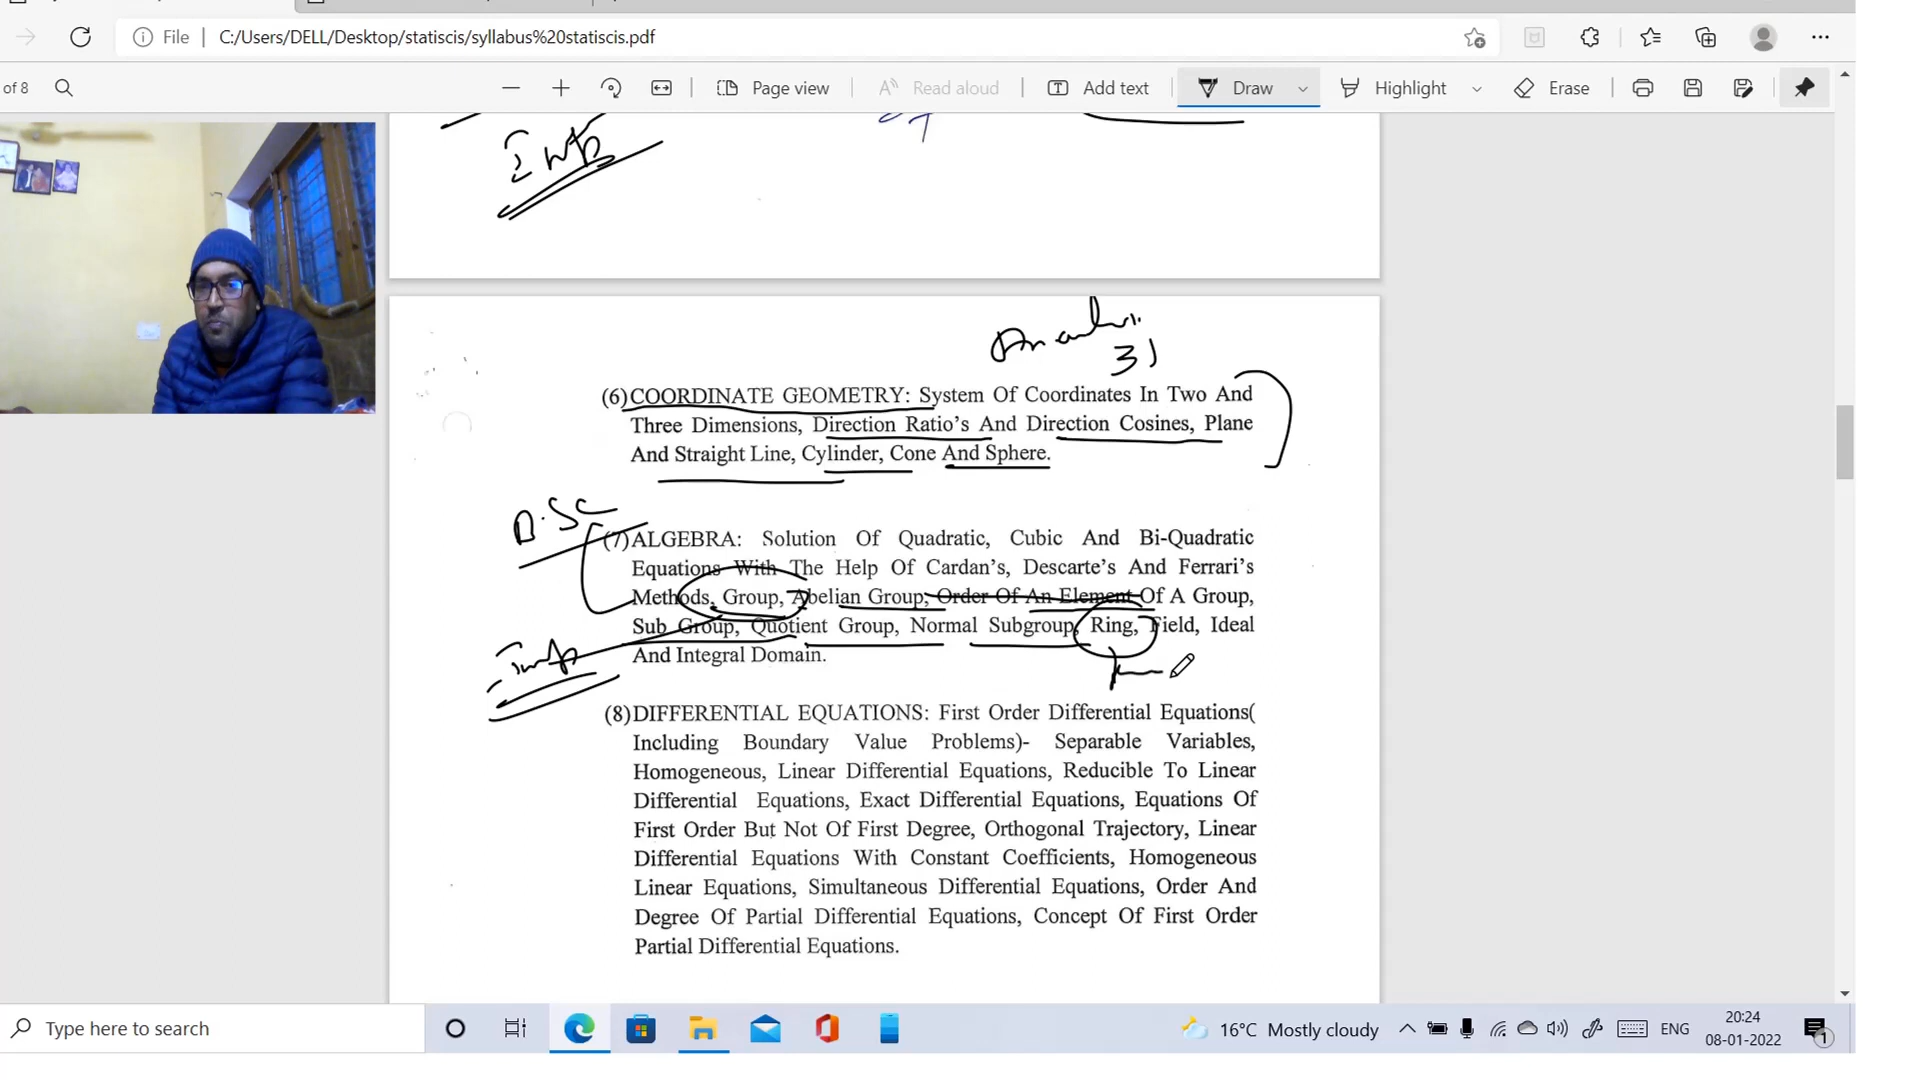 File
C:/Users/DELL/Desktop/statiscis/syllabus%20statiscis.pdf
of 8
Page view
Read aloud
Add text
Draw
Highlight
Erase
Imp
3D
(6) COORDINATE GEOMETRY: System Of Coordinates In Two And
Three Dimensions, Direction Ratio's And Direction Cosines, Plane
And Straight Line, Cylinder, Cone And Sphere.
B.SC
(7) ALGEBRA: Solution Of Quadratic, Cubic And Bi-Quadratic
Equations With The Help Of Cardan's, Descarte's And Ferrari's
Methods, Group, Abelian Group, Order Of An Element Of A Group,
Sub Group, Quotient Group, Normal Subgroup, Ring, Field, Ideal
And Integral Domain.
Imp
(8) DIFFERENTIAL EQUATIONS: First Order Differential Equations(
Including Boundary Value Problems)- Separable Variables,
Homogeneous, Linear Differential Equations, Reducible To Linear
Differential Equations, Exact Differential Equations, Equations Of
First Order But Not Of First Degree, Orthogonal Trajectory, Linear
Differential Equations With Constant Coefficients, Homogeneous
Linear Equations, Simultaneous Differential Equations, Order And
Degree Of Partial Differential Equations, Concept Of First Order
Partial Differential Equations.
Type here to search
16°C Mostly cloudy
ENG
20:24
08-01-2022
1